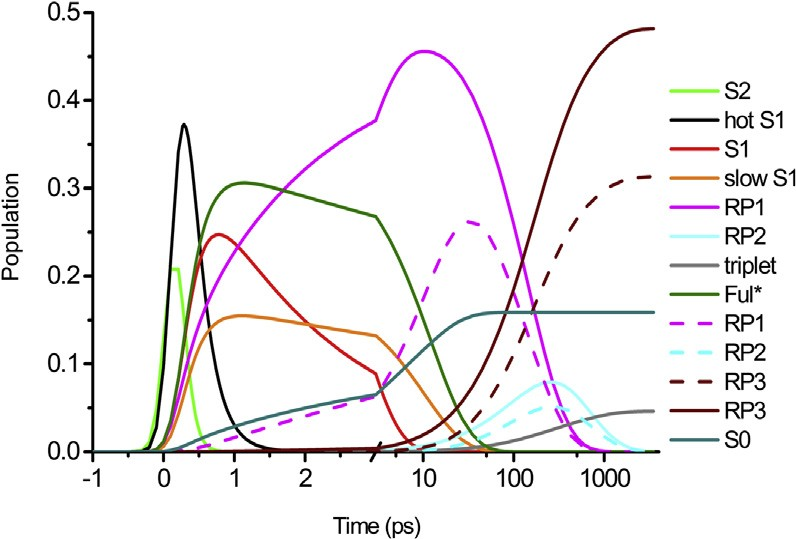 0.5
0.4
0.3
0.2
0.1
0.0
Population
-1 0 1 2 10 100 1000
Time (ps)
S2
hot S1
S1
slow S1
RP1
RP2
triplet
Ful*
RP1
RP2
RP3
RP3
S0